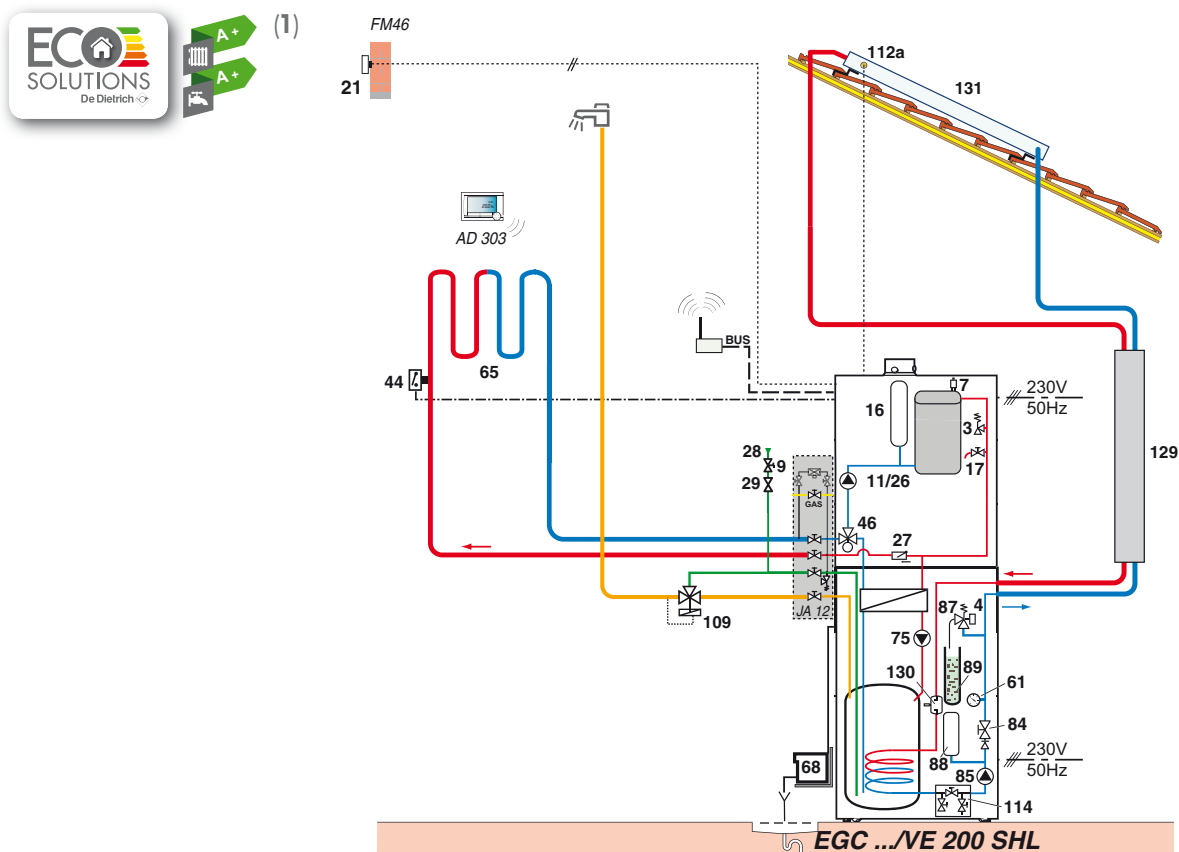 ECO
SOLUTIONS
De Dietrich
A+
A+
(1)
FM46
21
112a
131
AD 303
65
44
BUS
230V
50Hz
7
16
3
17
11/26
129
28
9
29
GAS
46
27
JA 12
109
75
87
4
89
130
61
84
88
85
230V
50Hz
68
114
EGC .../VE 200 SHL